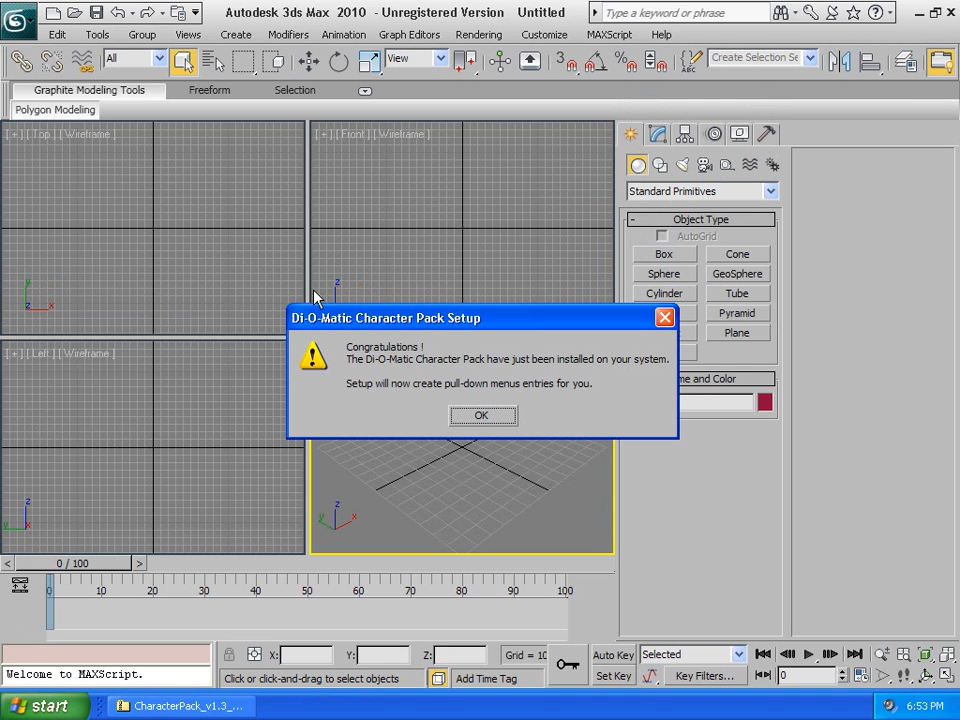 Autodesk 3ds Max 2010 - Unregistered Version Untitled
Type a keyword or phrase
Edit Tools Group Views Create Modifiers Animation Graph Editors Rendering Customize MAXScript Help
All View 3 Create Selection Se
Graphite Modeling Tools Freeform Selection
Polygon Modeling
[ + ] [ Top ] [ Wireframe ]
[ + ] [ Front ] [ Wireframe ]
Standard Primitives
- Object Type
AutoGrid
Box Cone
Sphere GeoSphere
Cylinder Tube
Pyramid
Plane
y
z x
z
Di-O-Matic Character Pack Setup
Congratulations !
The Di-O-Matic Character Pack have just been installed on your system.
Setup will now create pull-down menus entries for you.
OK
[ + ] [ Left ] [ Wireframe ]
me and Color
z
y x
z
y x
< 0 / 100 >
0 10 20 30 40 50 60 70 80 90 100
X: Y: Z: Grid = 10
Auto Key Selected
Welcome to MAXScript.
Click or click-and-drag to select objects
Add Time Tag
Set Key Key Filters... 0
start CharacterPack_v1.3_... 6:53 PM